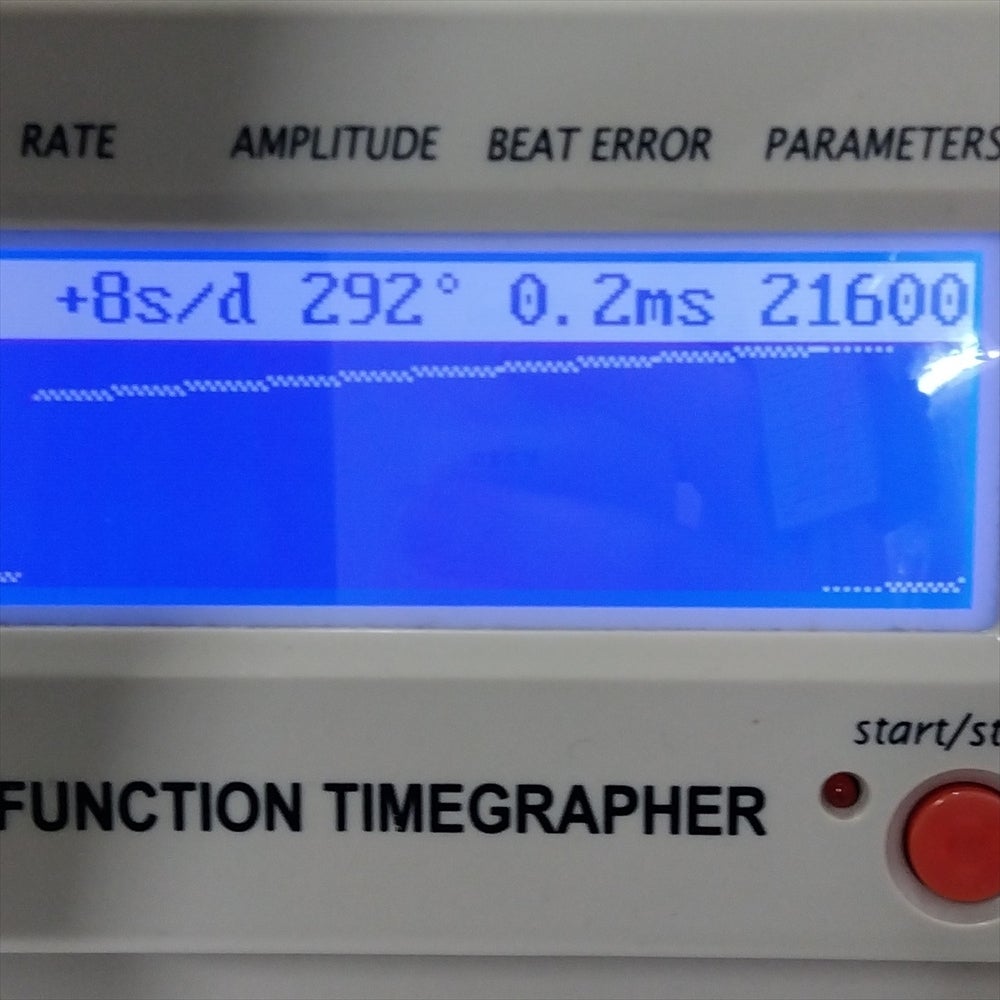 RATE AMPLITUDE BEAT ERROR PARAMETERS
+8s/d 292° 0.2ms 21600
start/st
FUNCTION TIMEGRAPHER